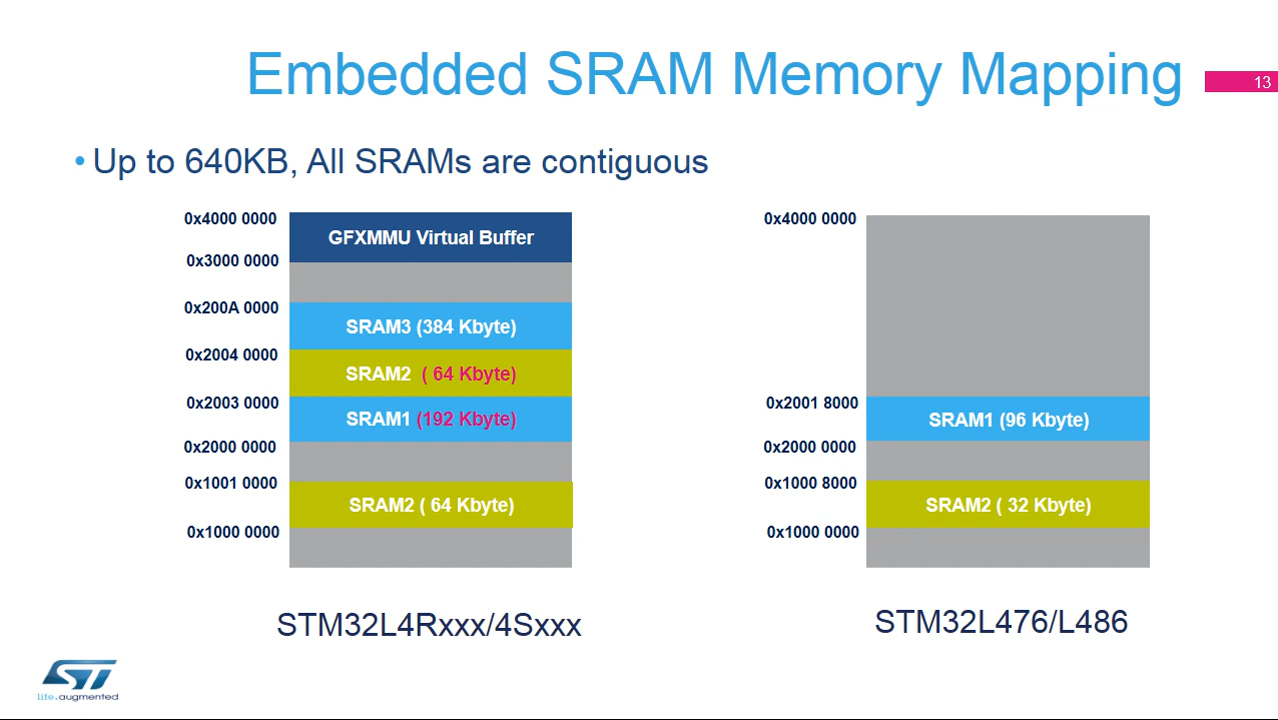 Embedded SRAM Memory Mapping
13
• Up to 640KB, All SRAMs are contiguous
0x4000 0000
GFXMMU Virtual Buffer
0x3000 0000
0x200A 0000
SRAM3 (384 Kbyte)
0x2004 0000
SRAM2 ( 64 Kbyte)
0x2003 0000
SRAM1 (192 Kbyte)
0x2000 0000
0x1001 0000
SRAM2 ( 64 Kbyte)
0x1000 0000
STM32L4Rxxx/4Sxxx
0x4000 0000
0x2001 8000
SRAM1 (96 Kbyte)
0x2000 0000
0x1000 8000
SRAM2 ( 32 Kbyte)
0x1000 0000
STM32L476/L486
ST
life.augmented